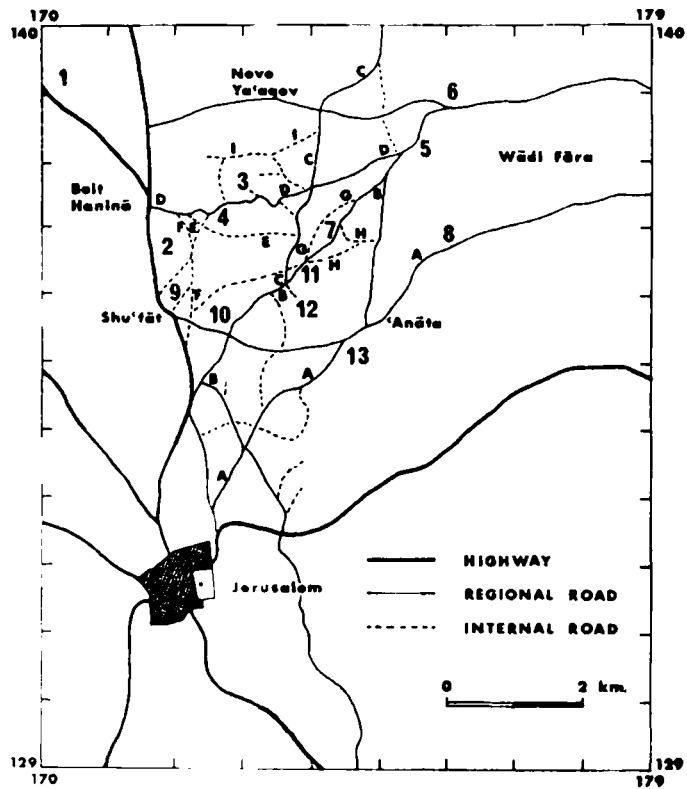 170 179
140 140
1
C
Neve
Ya'aqov
6
I I
C D 5
Wādi Fāra
3
D
Beit
Haninā
D
G B
F E 4
7
2 E H 8
G A
11 H
C
9 F B
10 12
Shu'fāt 'Anāta
13
B A
A
Jerusalem
HIGHWAY
REGIONAL ROAD
INTERNAL ROAD
0 2 km.
129 129
170 179